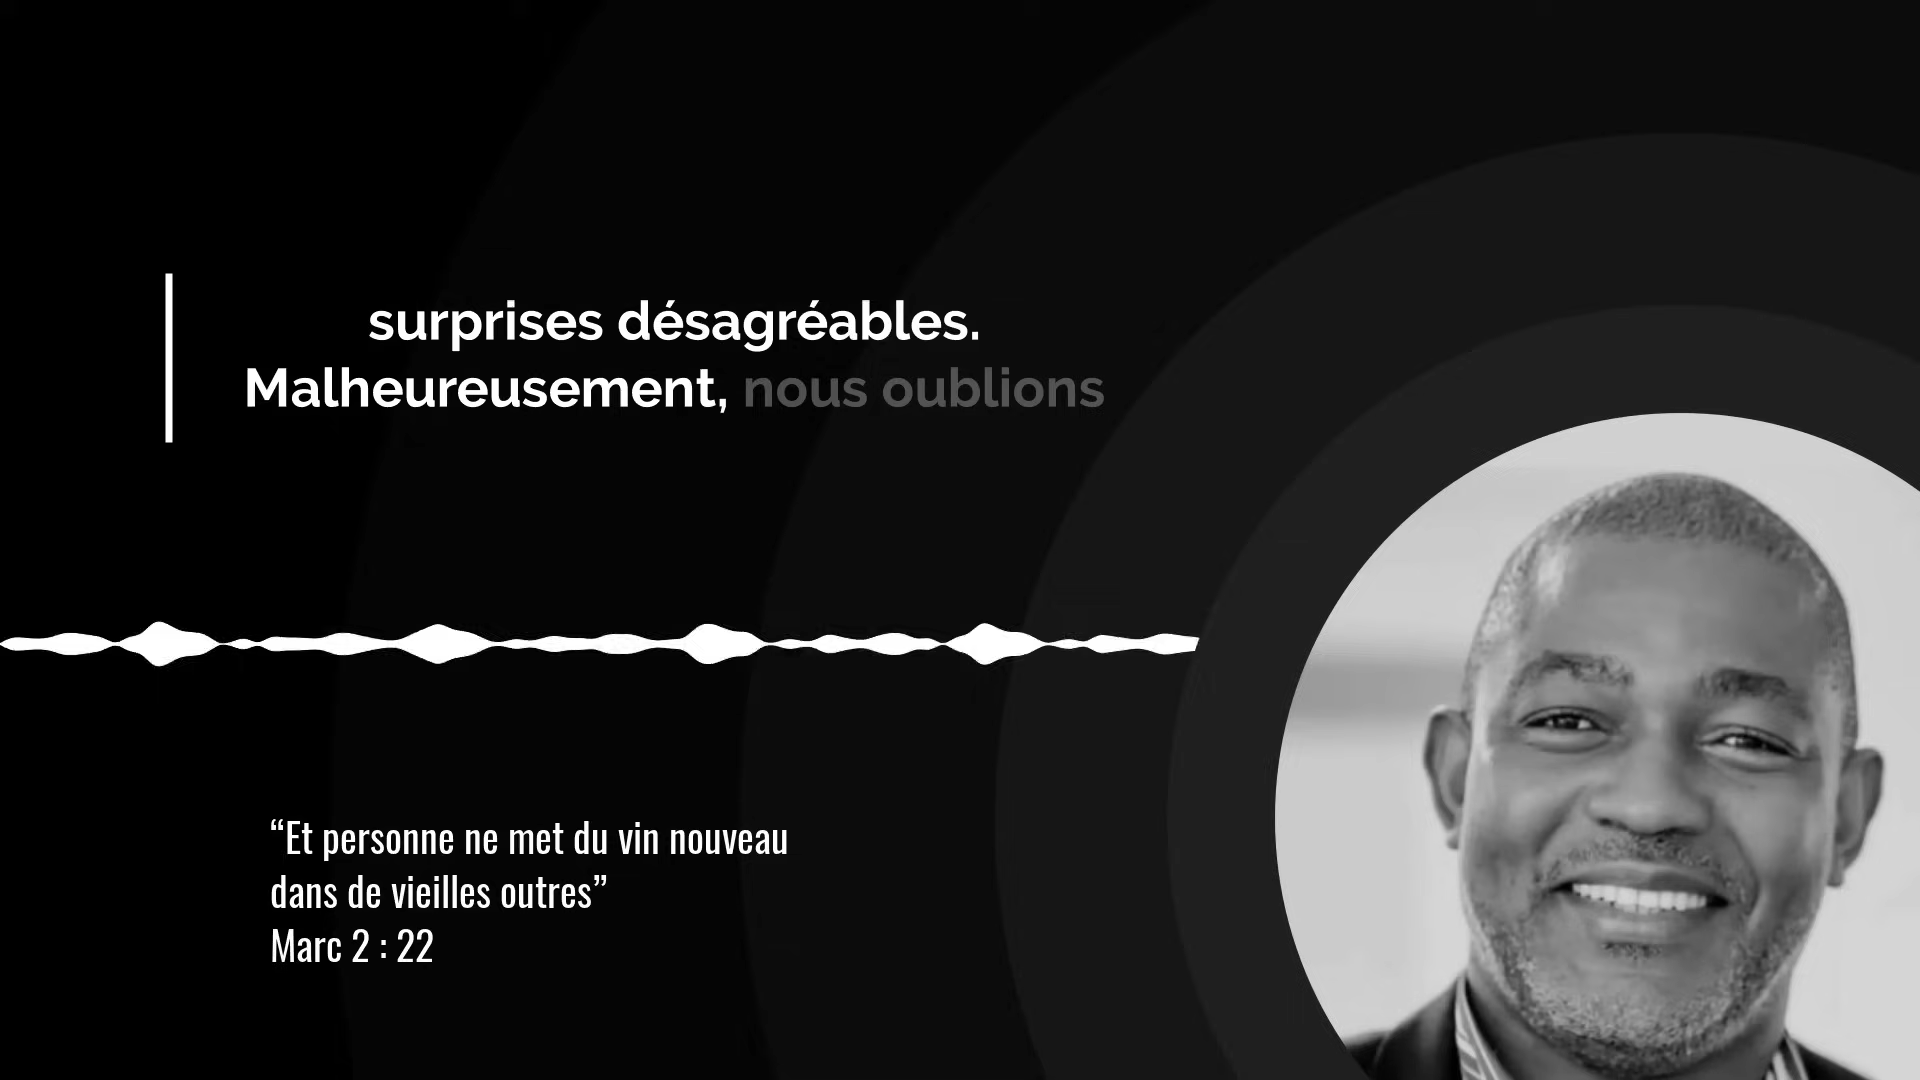 surprises désagréables.
Malheureusement, nous oublions
“Et personne ne met du vin nouveau
dans de vieilles outres”
Marc 2 : 22